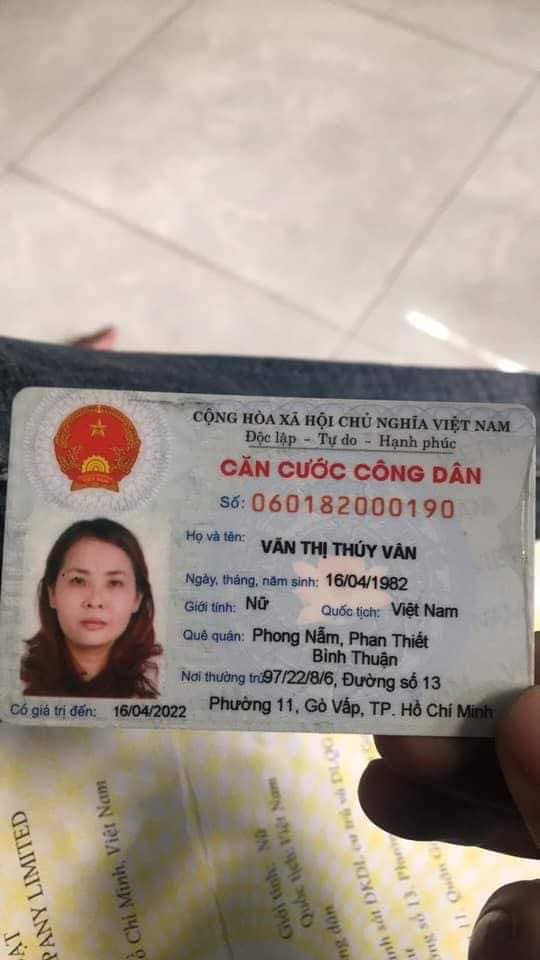 CỘNG HÒA XÃ HỘI CHỦ NGHĨA VIỆT NAM
Độc lập - Tự do - Hạnh phúc
CĂN CƯỚC CÔNG DÂN
Số: 060182000190
Họ và tên: VĂN THỊ THÚY VÂN
Ngày, tháng, năm sinh: 16/04/1982
Giới tính: Nữ Quốc tịch: Việt Nam
Quê quán: Phong Nẫm, Phan Thiết
Bình Thuận
Nơi thường trú: 97/22/8/6, Đường số 13
Phường 11, Gò Vấp, TP. Hồ Chí Minh
Có giá trị đến: 16/04/2022
VIỆT NAM
ANY LIMITED
Chí Minh, Việt Nam
Giới tính: Nữ
Quốc tịch: Việt Nam